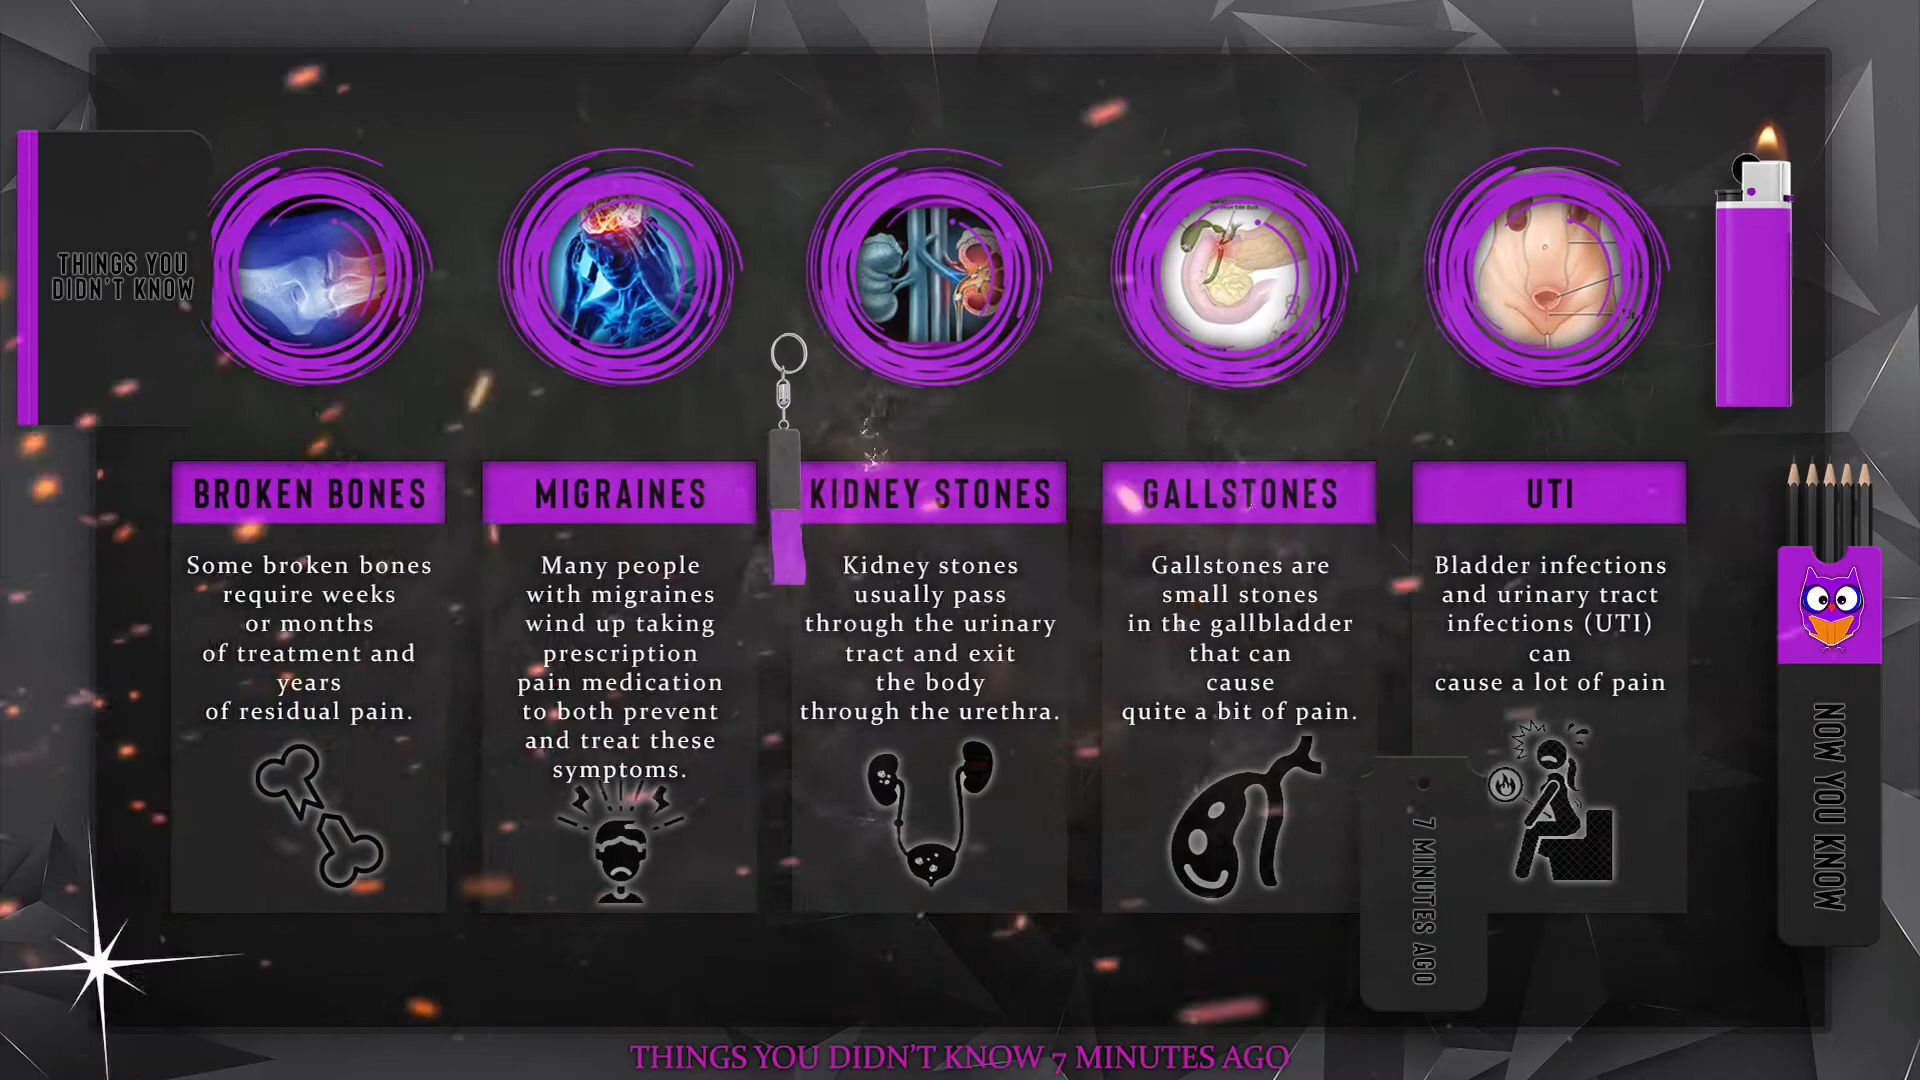 THINGS YOU
DIDN'T KNOW
BROKEN BONES
Some broken bones
require weeks
or months
of treatment and
years
of residual pain.
MIGRAINES
Many people
with migraines
wind up taking
prescription
pain medication
to both prevent
and treat these
symptoms.
KIDNEY STONES
Kidney stones
usually pass
through the urinary
tract and exit
the body
through the urethra.
GALLSTONES
Gallstones are
small stones
in the gallbladder
that can
cause
quite a bit of pain.
UTI
Bladder infections
and urinary tract
infections (UTI)
can
cause a lot of pain
7 MINUTES AGO
NOW YOU KNOW
THINGS YOU DIDN'T KNOW 7 MINUTES AGO